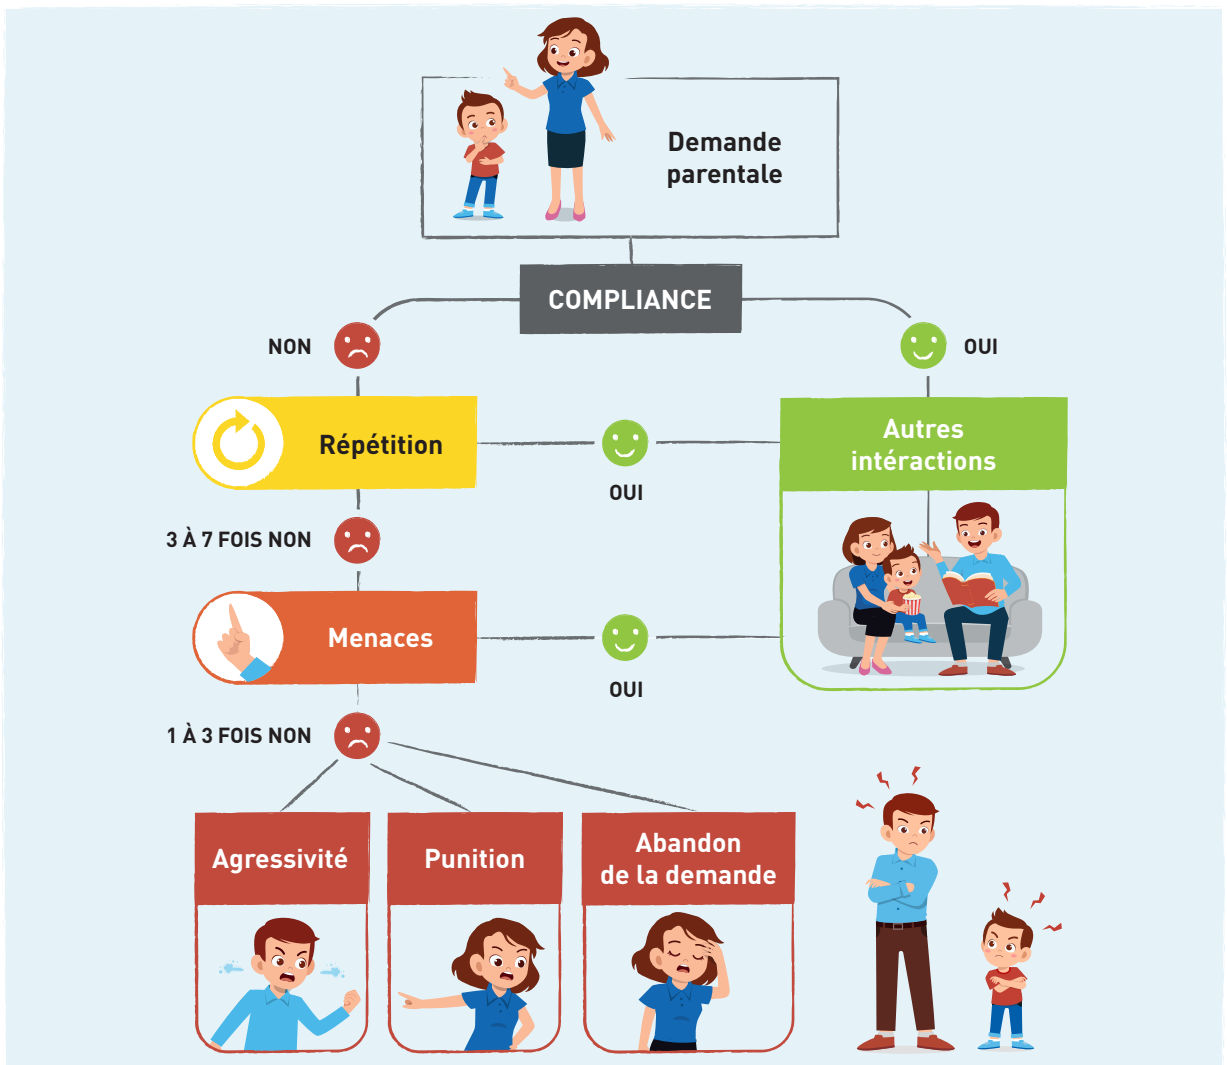 Demande
parentale
COMPLIANCE
NON
OUI
Répétition
OUI
Autres
intéractions
3 À 7 FOIS NON
Menaces
OUI
1 À 3 FOIS NON
Agressivité
Punition
Abandon
de la demande